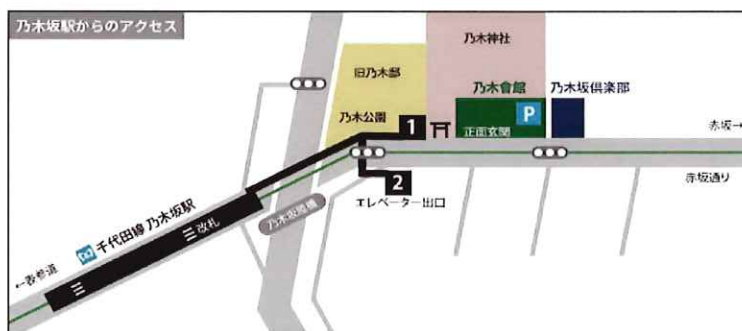 乃木坂駅からのアクセス
乃木神社
旧乃木邸
乃木會館
乃木坂倶楽部
乃木公園
1
P
正面玄関
赤坂→
2
エレベーター出口
赤坂通り
乃木坂陸橋
千代田線 乃木坂駅
改札
←表参道